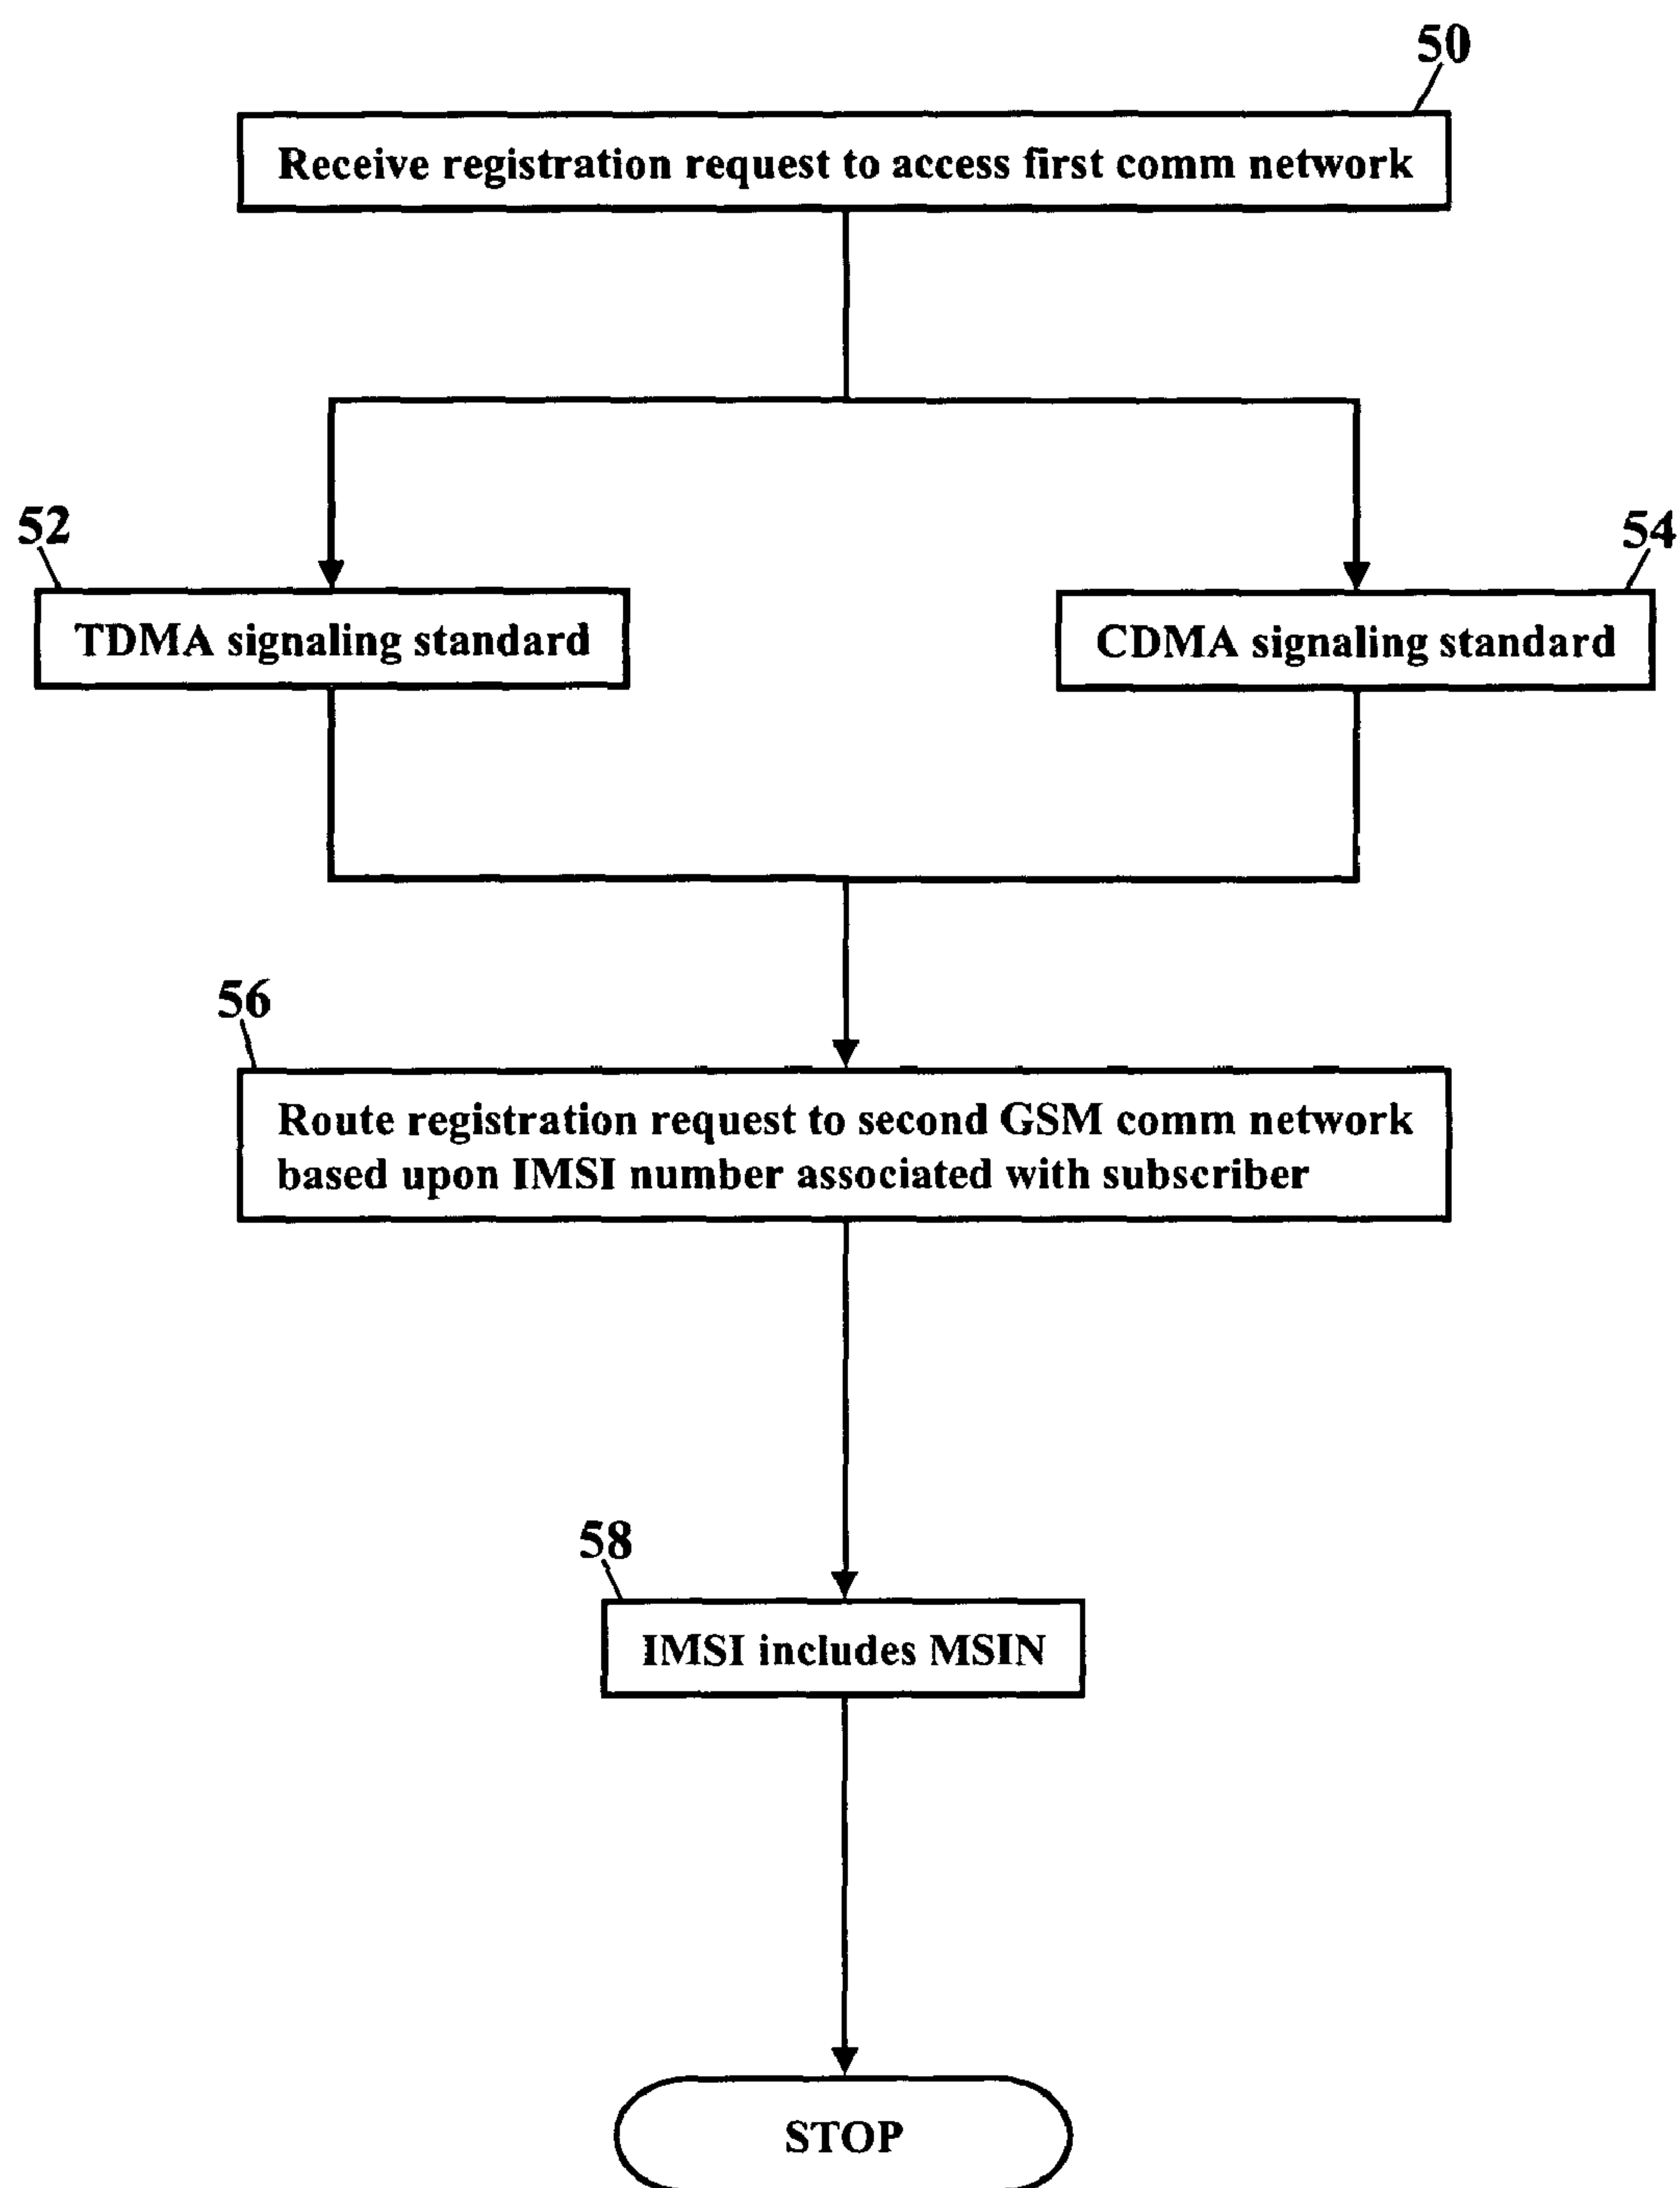 50
Receive registration request to access first comm network
52
54
TDMA signaling standard
CDMA signaling standard
56
Route registration request to second GSM comm network
based upon IMSI number associated with subscriber
58
IMSI includes MSIN
STOP